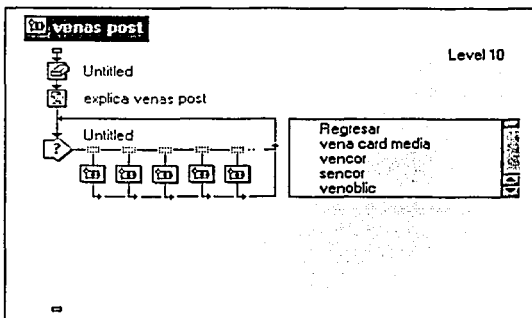 venas post
Level 10
Untitled
explica venas post
Untitled
?
Regresar
vena card media
vencor
sencor
venoblic